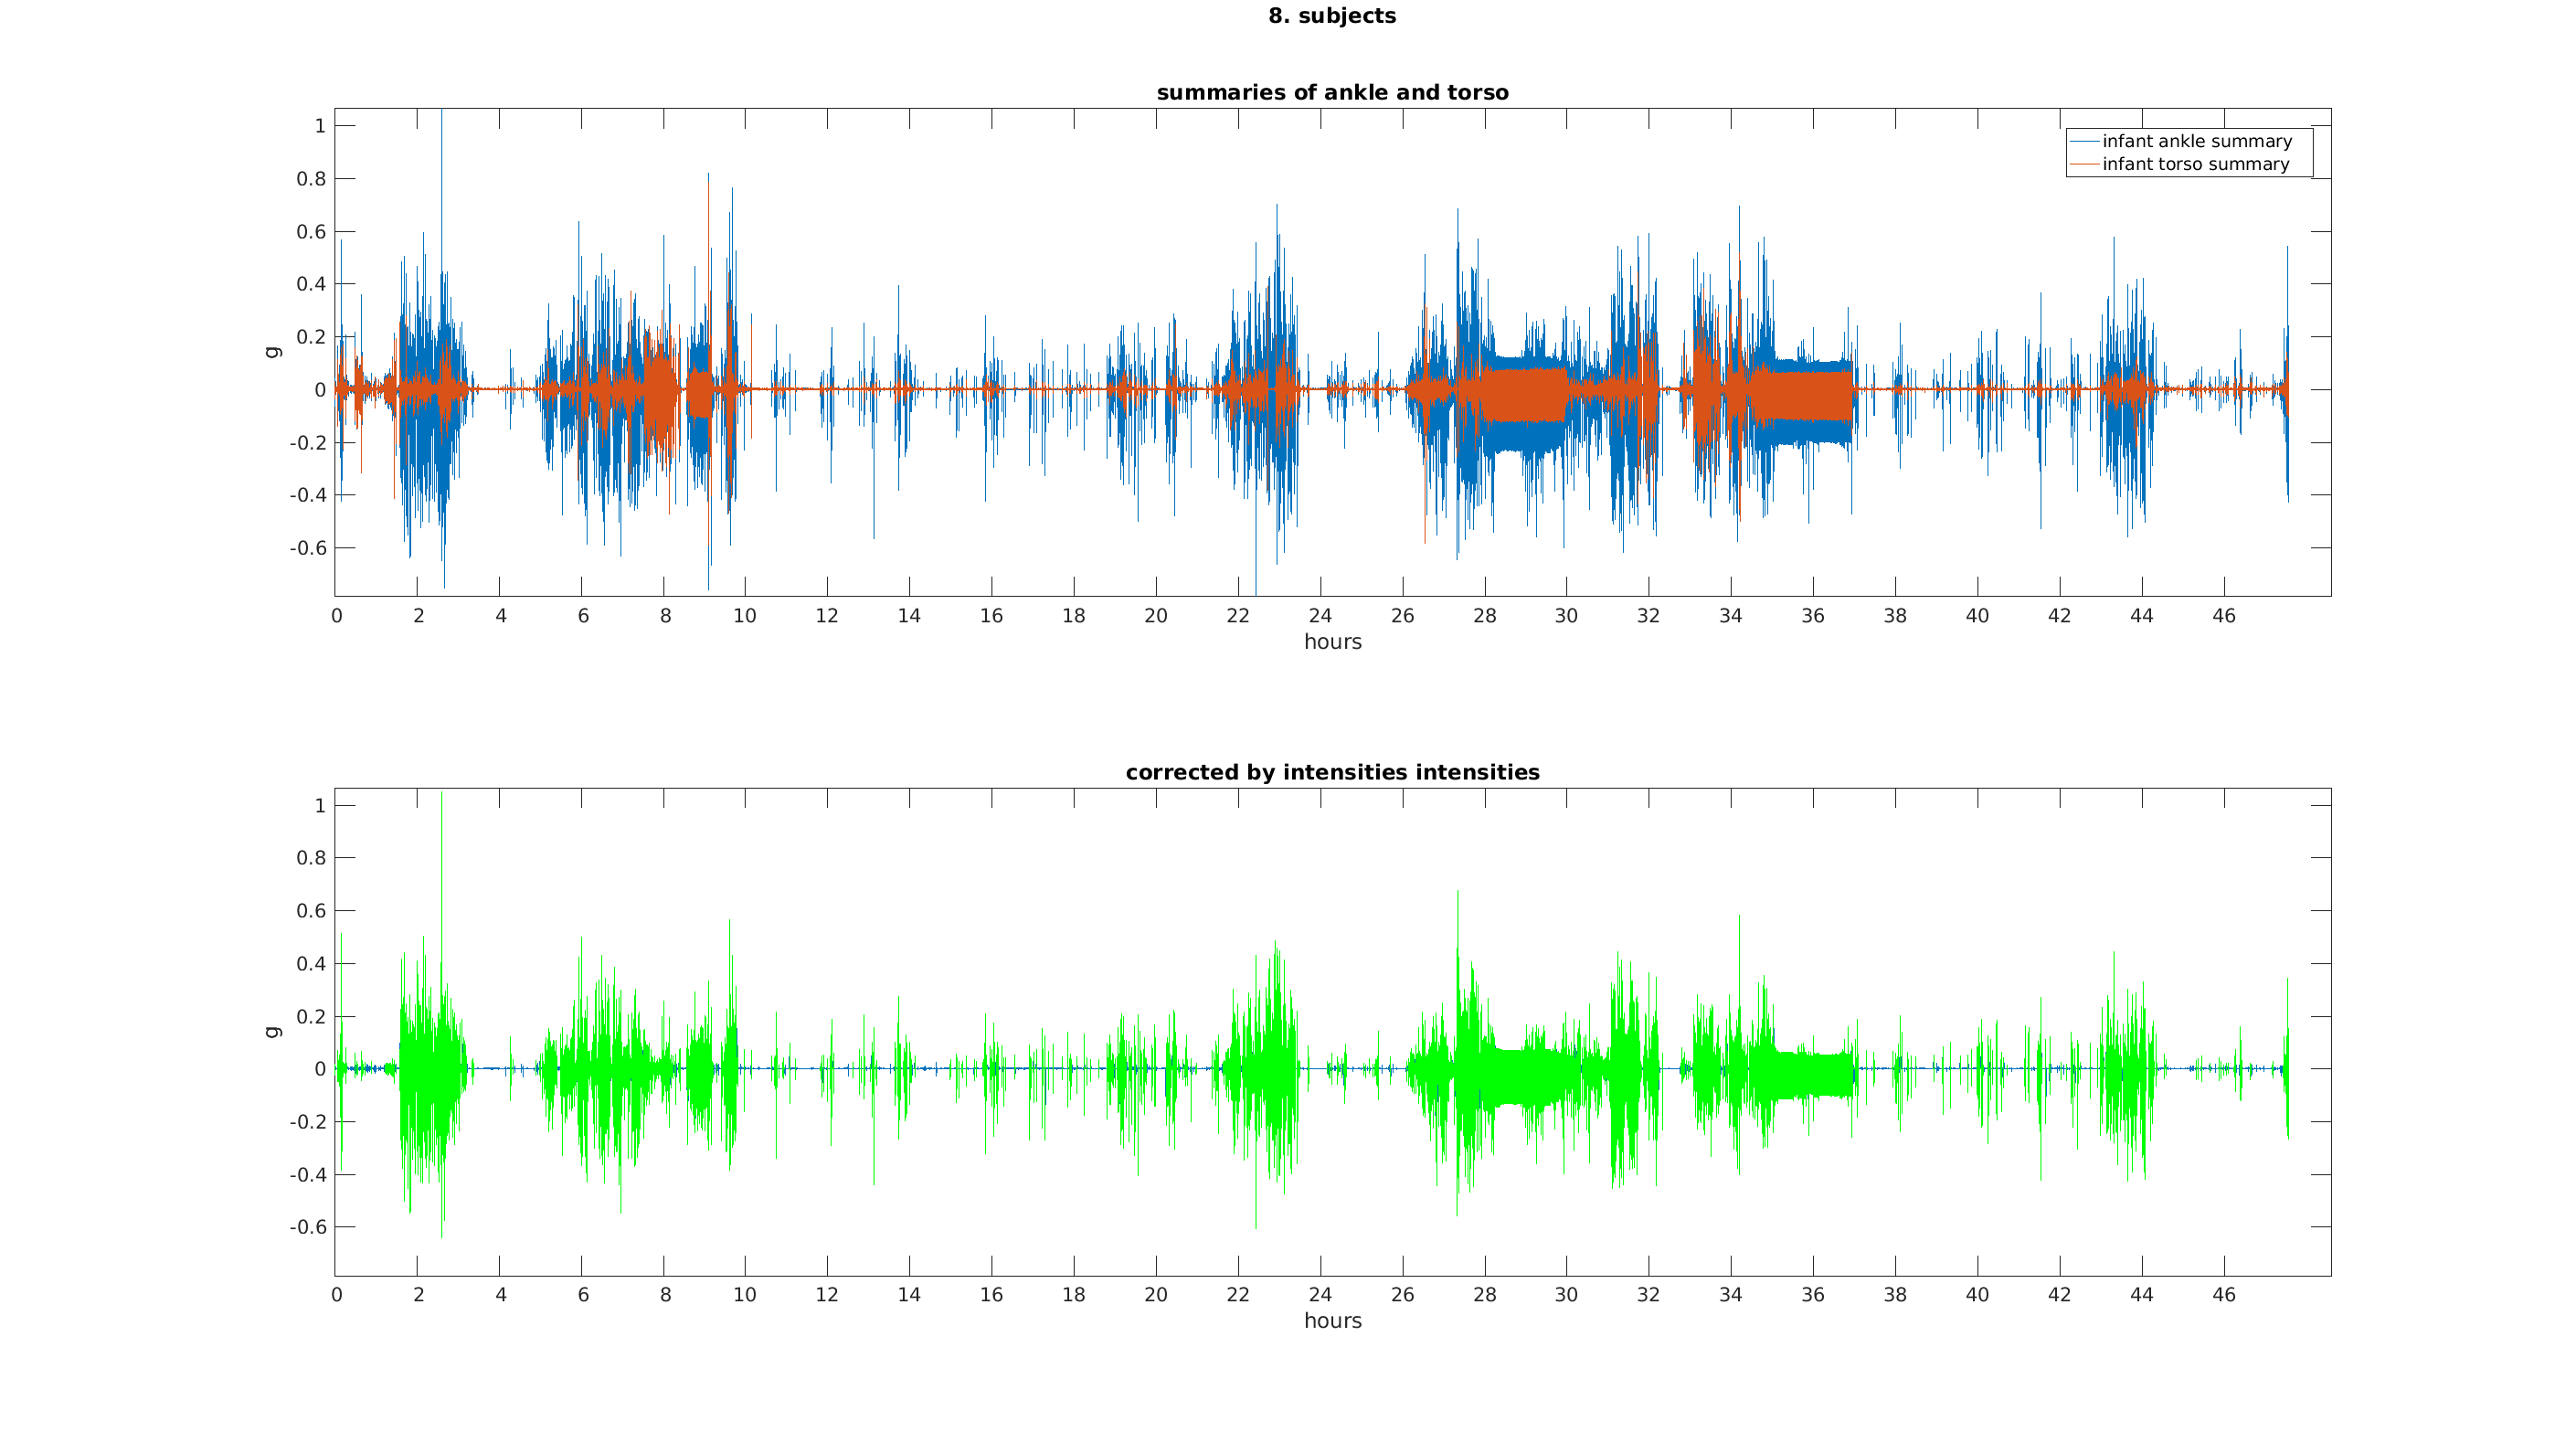 8. subjects
summaries of ankle and torso
1
0.8
0.6
0.4
0.2
0
-0.2
-0.4
-0.6
g
infant ankle summary
infant torso summary
0 2 4 6 8 10 12 14 16 18 20 22 24 26 28 30 32 34 36 38 40 42 44 46
hours
corrected by intensities intensities
1
0.8
0.6
0.4
0.2
0
-0.2
-0.4
-0.6
g
0 2 4 6 8 10 12 14 16 18 20 22 24 26 28 30 32 34 36 38 40 42 44 46
hours